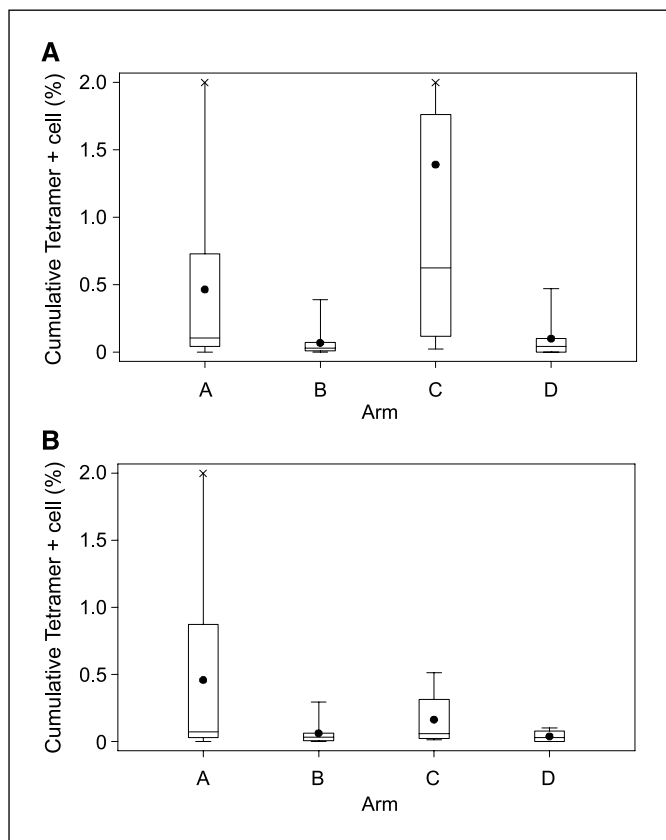 A
Cumulative Tetramer + cell (%)
2.0
1.5
1.0
0.5
0
A B C D
Arm
B
Cumulative Tetramer + cell (%)
2.0
1.5
1.0
0.5
0
A B C D
Arm